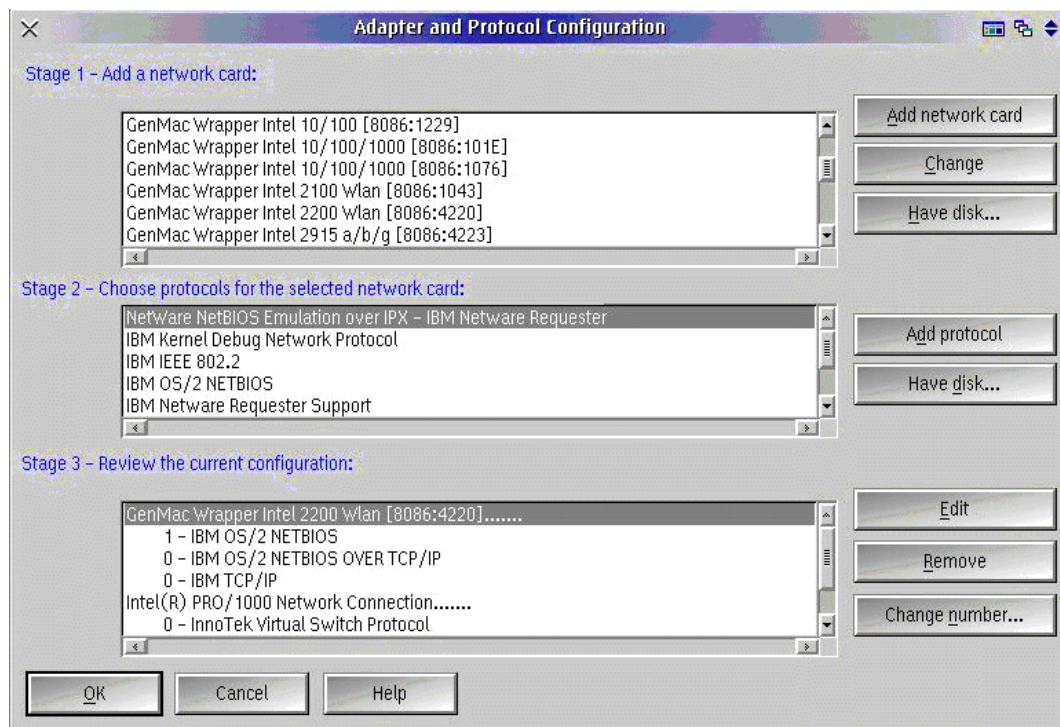 Adapter and Protocol Configuration
Stage 1 - Add a network card:
GenMac Wrapper Intel 10/100 [8086:1229]
GenMac Wrapper Intel 10/100/1000 [8086:101E]
GenMac Wrapper Intel 10/100/1000 [8086:1076]
GenMac Wrapper Intel 2100 Wlan [8086:1043]
GenMac Wrapper Intel 2200 Wlan [8086:4220]
GenMac Wrapper Intel 2915 a/b/g [8086:4223]
Add network card
Change
Have disk...
Stage 2 - Choose protocols for the selected network card:
NetWare NetBIOS Emulation over IPX - IBM Netware Requester
IBM Kernel Debug Network Protocol
IBM IEEE 802.2
IBM OS/2 NETBIOS
IBM Netware Requester Support
Add protocol
Have disk...
Stage 3 - Review the current configuration:
GenMac Wrapper Intel 2200 Wlan [8086:4220].......
1 - IBM OS/2 NETBIOS
0 - IBM OS/2 NETBIOS OVER TCP/IP
0 - IBM TCP/IP
Intel(R) PRO/1000 Network Connection.......
0 - InnoTek Virtual Switch Protocol
Edit
Remove
Change number...
OK
Cancel
Help